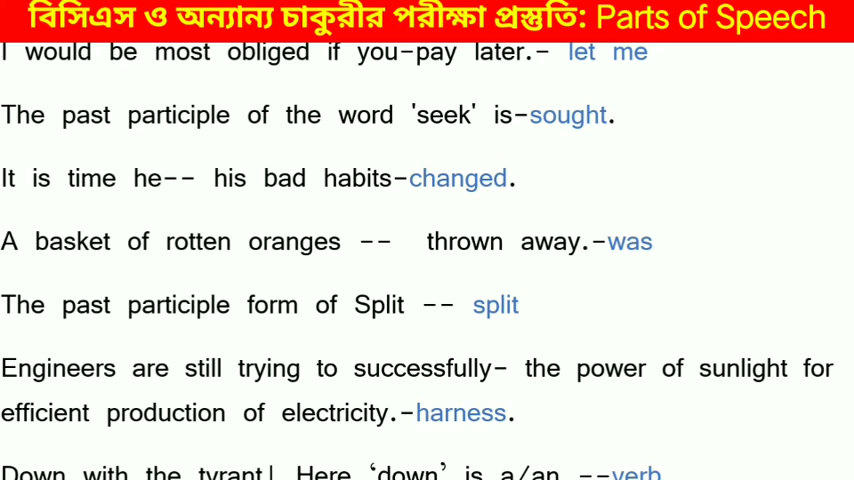 বিসিএস ও অন্যান্য চাকুরীর পরীক্ষা প্রস্তুতি: Parts of Speech
I would be most obliged if you-pay later.- let me
The past participle of the word 'seek' is-sought.
It is time he-- his bad habits-changed.
A basket of rotten oranges -- thrown away.-was
The past participle form of Split -- split
Engineers are still trying to successfully- the power of sunlight for
efficient production of electricity.-harness.
Down with the tyrant| Here ‘down’ is a/an --verb